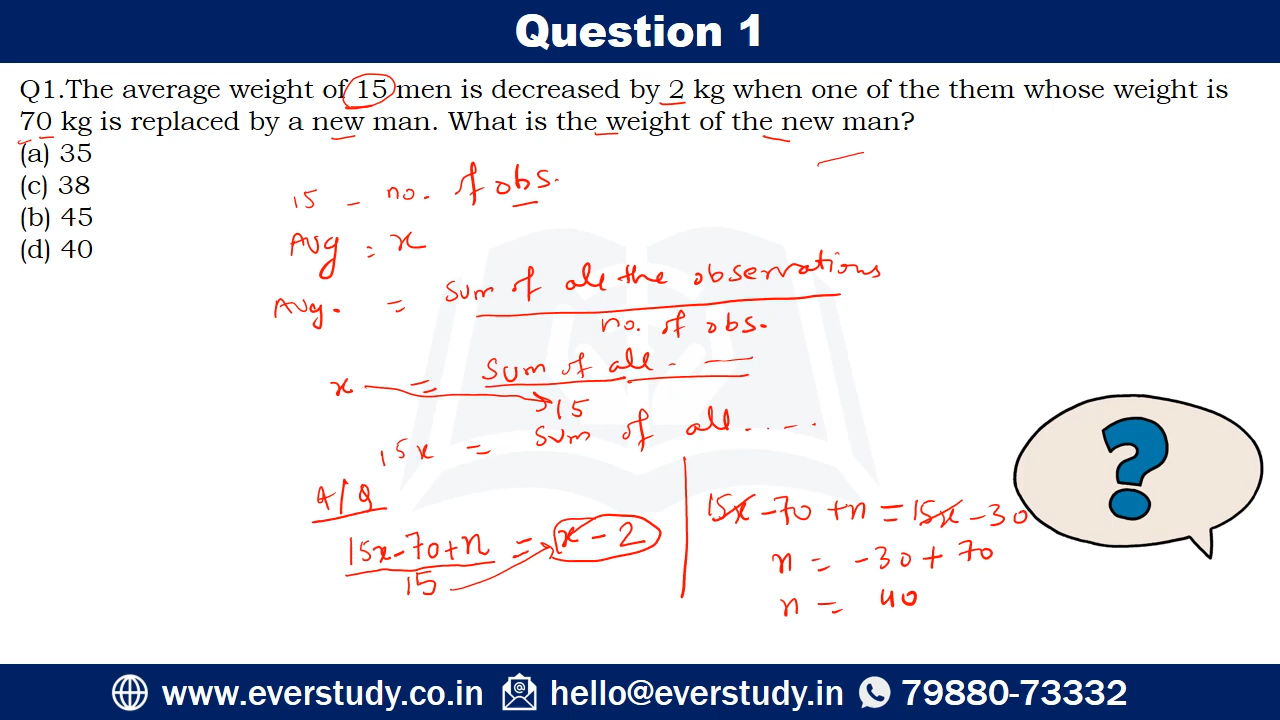 Question 1
Q1.The average weight of 15 men is decreased by 2 kg when one of the them whose weight is
70 kg is replaced by a new man. What is the weight of the new man?
(a) 35
(c) 38
(b) 45
(d) 40
15 - no. of obs.
Avg = x
Avg. = sum of all the observations
no. of obs.
x = sum of all . —
15
15x = sum of all ....
A/Q
15x-70+n = x-2
15
15x-70+n = 15x-30
n = -30+70
n = 40
?
www.everstudy.co.in hello@everstudy.in 79880-73332